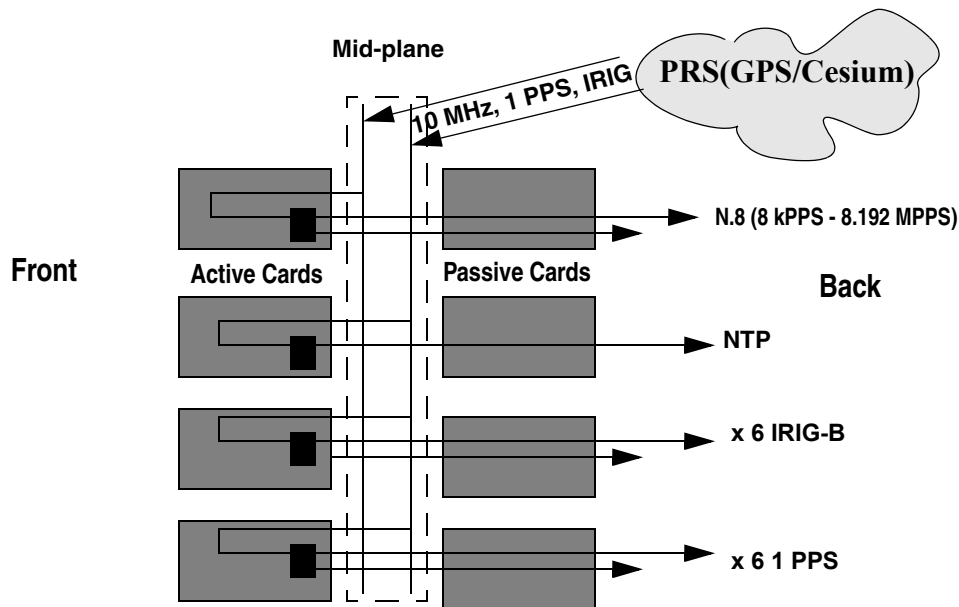 Mid-plane
PRS(GPS/Cesium)
10 MHz, 1 PPS, IRIG
N.8 (8 kPPS - 8.192 MPPS)
Front
Active Cards
Passive Cards
Back
NTP
x 6 IRIG-B
x 6 1 PPS